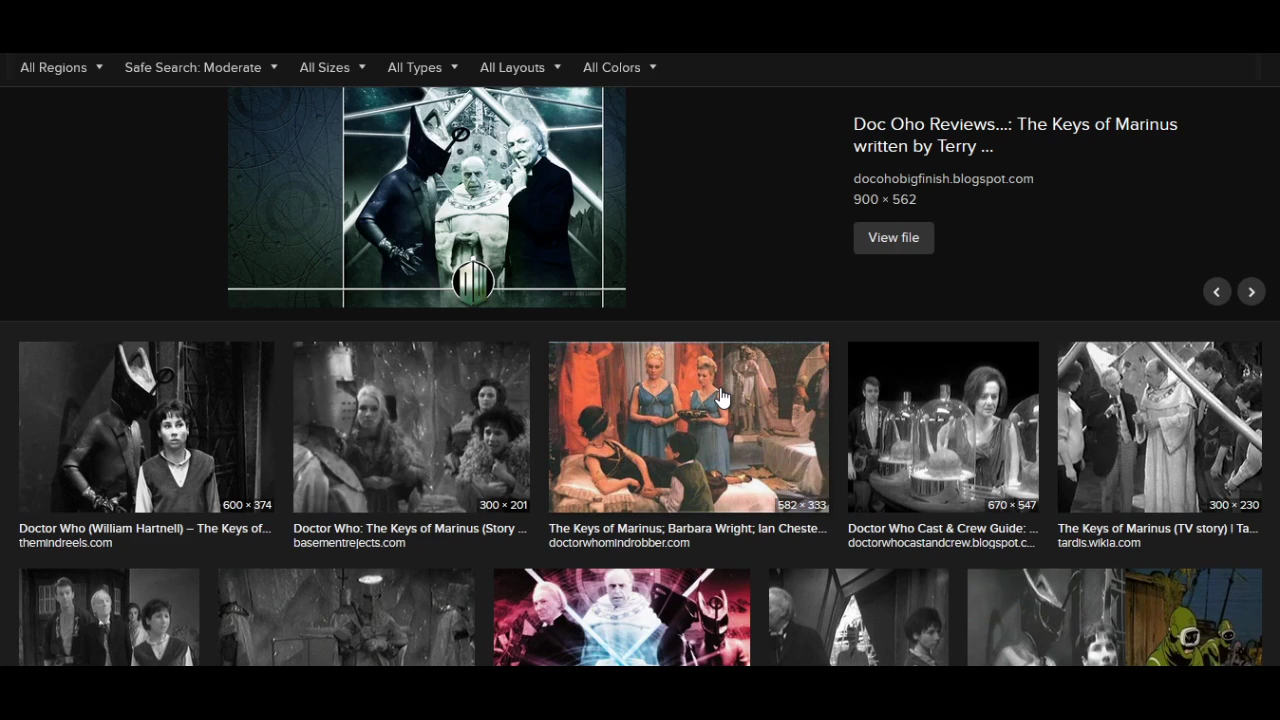 All Regions
Safe Search: Moderate
All Sizes
All Types
All Layouts
All Colors
Doc Oho Reviews...: The Keys of Marinus
written by Terry ...
docohobigfinish.blogspot.com
900 × 562
View file
600 × 374
300 × 201
582 × 333
670 × 547
300 × 230
Doctor Who (William Hartnell) – The Keys of...
themindreels.com
Doctor Who: The Keys of Marinus (Story ...
basementrejects.com
The Keys of Marinus; Barbara Wright; Ian Cheste...
doctorwhomindrobber.com
Doctor Who Cast & Crew Guide: ...
doctorwhocastandcrew.blogspot.c...
The Keys of Marinus (TV story) | Ta...
tardis.wikia.com